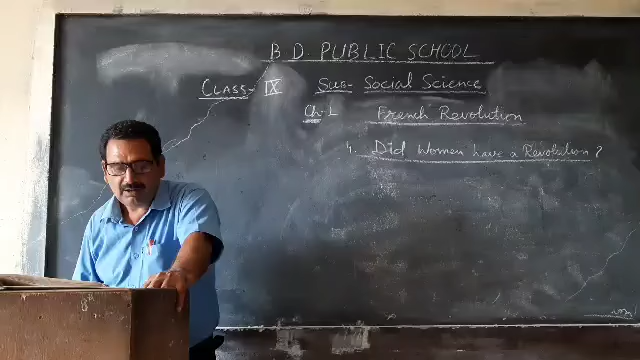 B D PUBLIC SCHOOL
CLASS- IX Sub- Social Science
Ch-1 French Revolution
4. Did Women have a Revolution?